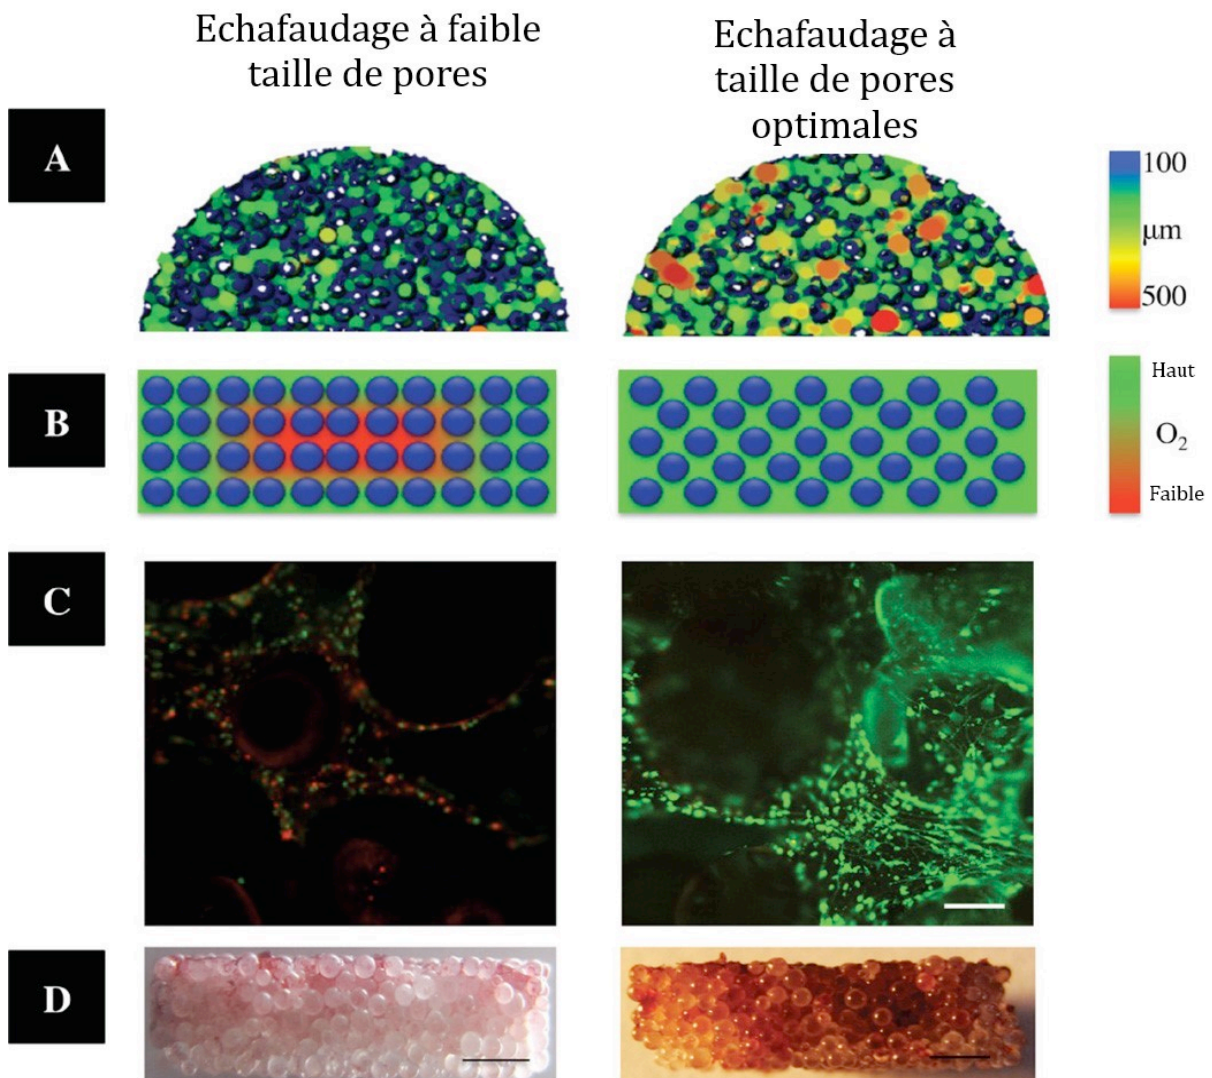 Echafaudage à faible
taille de pores
Echafaudage à
taille de pores
optimales
A
100
µm
500
B
Haut
O₂
Faible
C
D